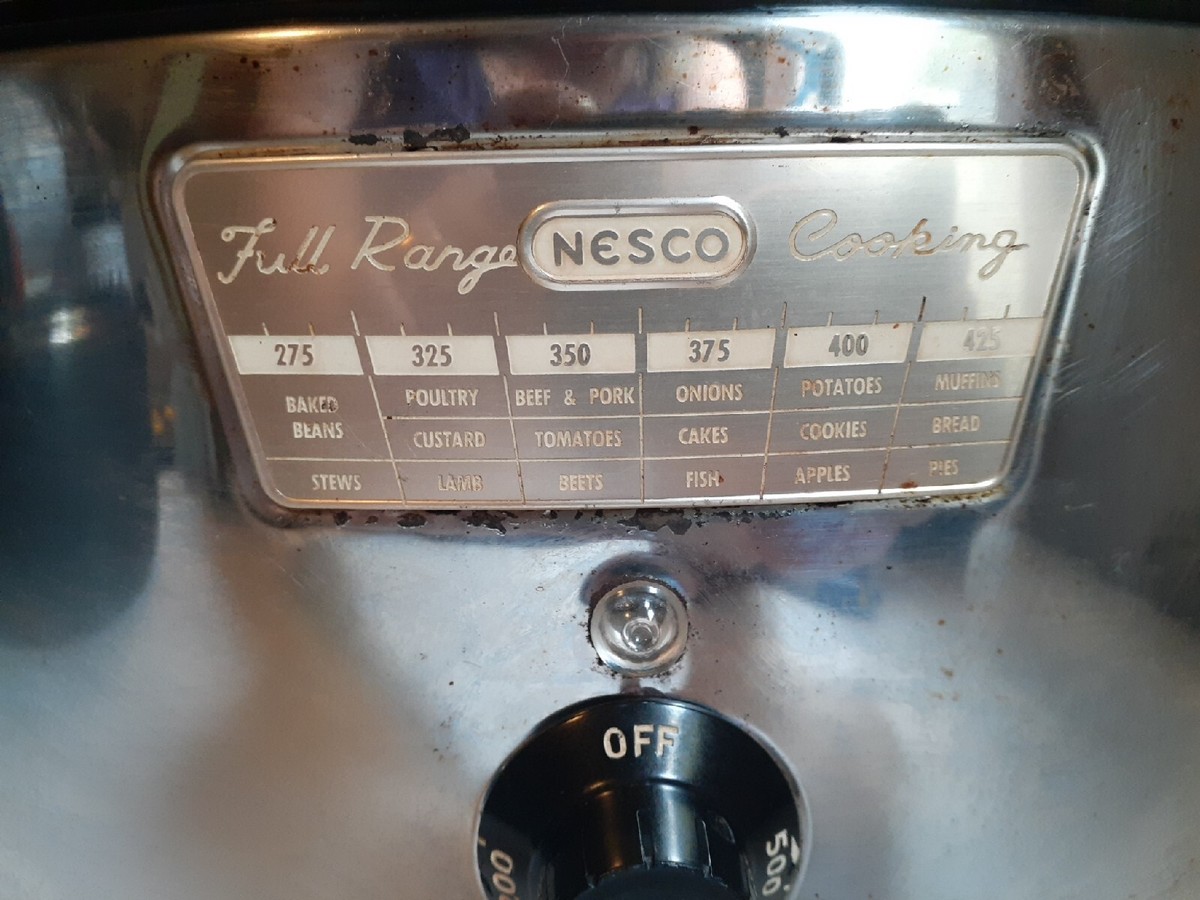 Full Range NESCO Cooking
275 325 350 375 400 425
BAKED BEANS POULTRY BEEF & PORK ONIONS POTATOES MUFFINS
CUSTARD TOMATOES CAKES COOKIES BREAD
STEWS LAMB BEETS FISH APPLES PIES
OFF
500